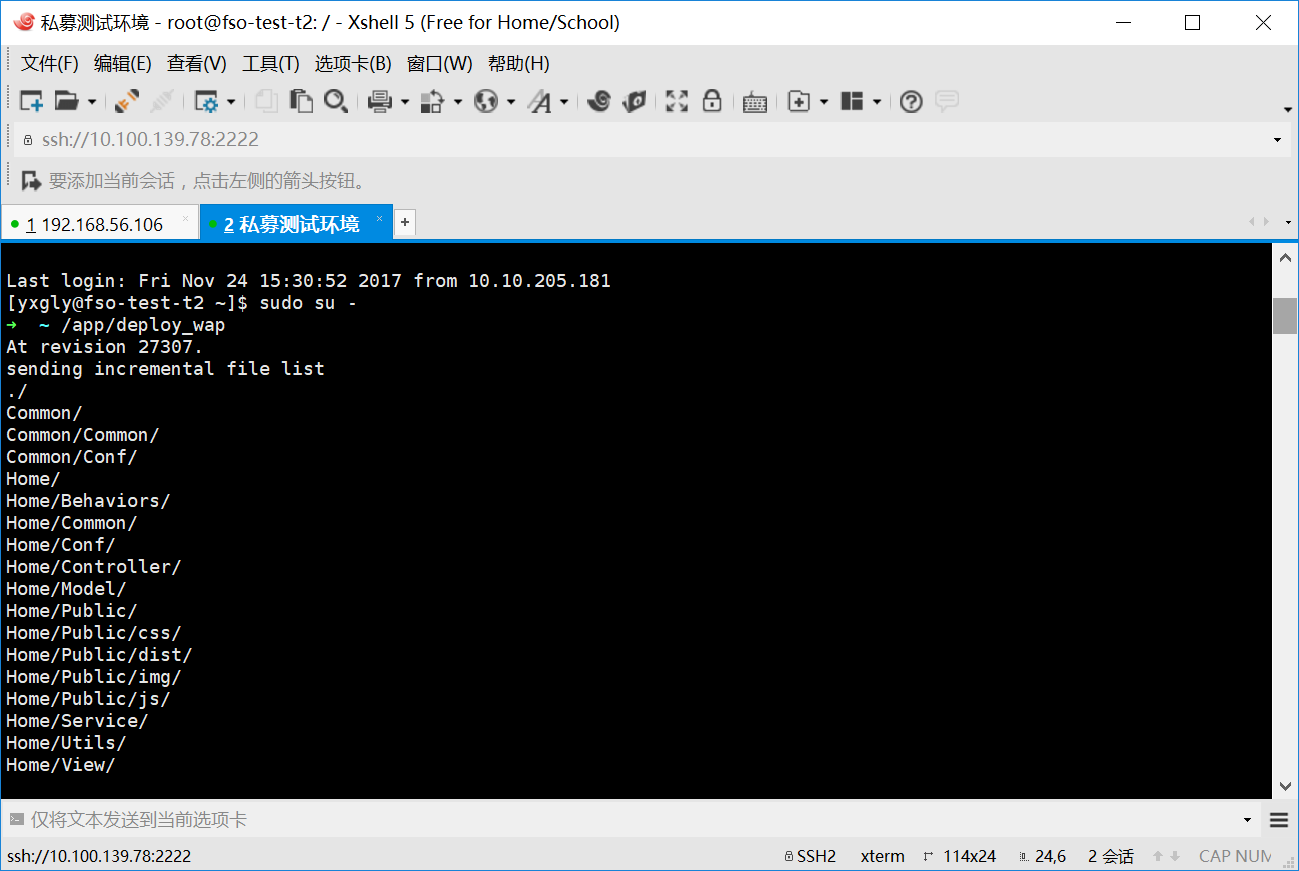 私募测试环境 - root@fso-test-t2: / - Xshell 5 (Free for Home/School)
文件(F) 编辑(E) 查看(V) 工具(T) 选项卡(B) 窗口(W) 帮助(H)
ssh://10.100.139.78:2222
要添加当前会话，点击左侧的箭头按钮。
1 192.168.56.106 × 2 私募测试环境 × +
Last login: Fri Nov 24 15:30:52 2017 from 10.10.205.181
[yxgly@fso-test-t2 ~]$ sudo su -
➜ ~ /app/deploy_wap
At revision 27307.
sending incremental file list
./
Common/
Common/Common/
Common/Conf/
Home/
Home/Behaviors/
Home/Common/
Home/Conf/
Home/Controller/
Home/Model/
Home/Public/
Home/Public/css/
Home/Public/dist/
Home/Public/img/
Home/Public/js/
Home/Service/
Home/Utils/
Home/View/
仅将文本发送到当前选项卡
ssh://10.100.139.78:2222 SSH2 xterm 114x24 24,6 2 会话 CAP NUM